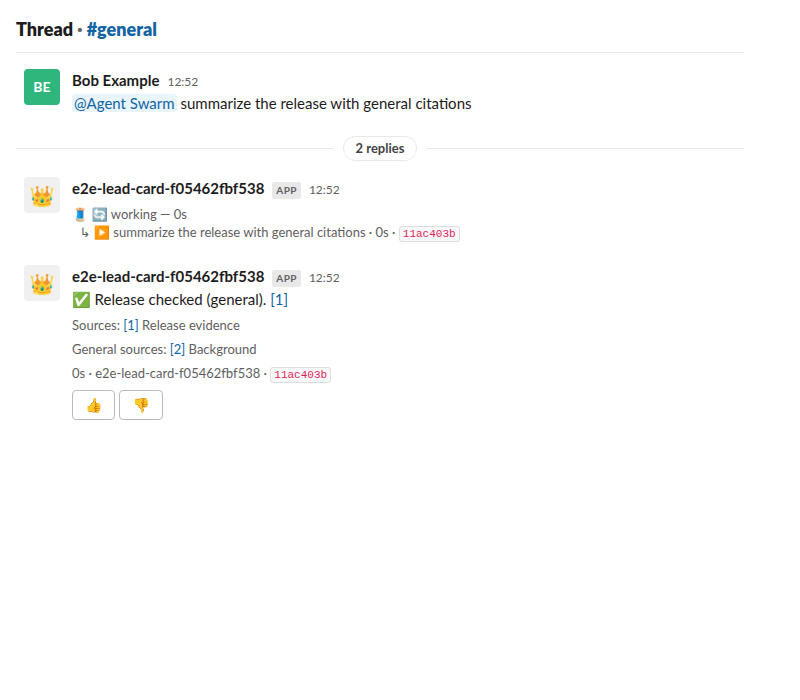 Thread • #general
BE
Bob Example 12:52
@Agent Swarm summarize the release with general citations
2 replies
e2e-lead-card-f05462fbf538 APP 12:52
🧵 🔄 working — 0s
↳ ▶️ summarize the release with general citations · 0s · 11ac403b
e2e-lead-card-f05462fbf538 APP 12:52
✅ Release checked (general). [1]
Sources: [1] Release evidence
General sources: [2] Background
0s · e2e-lead-card-f05462fbf538 · 11ac403b
👍 👎